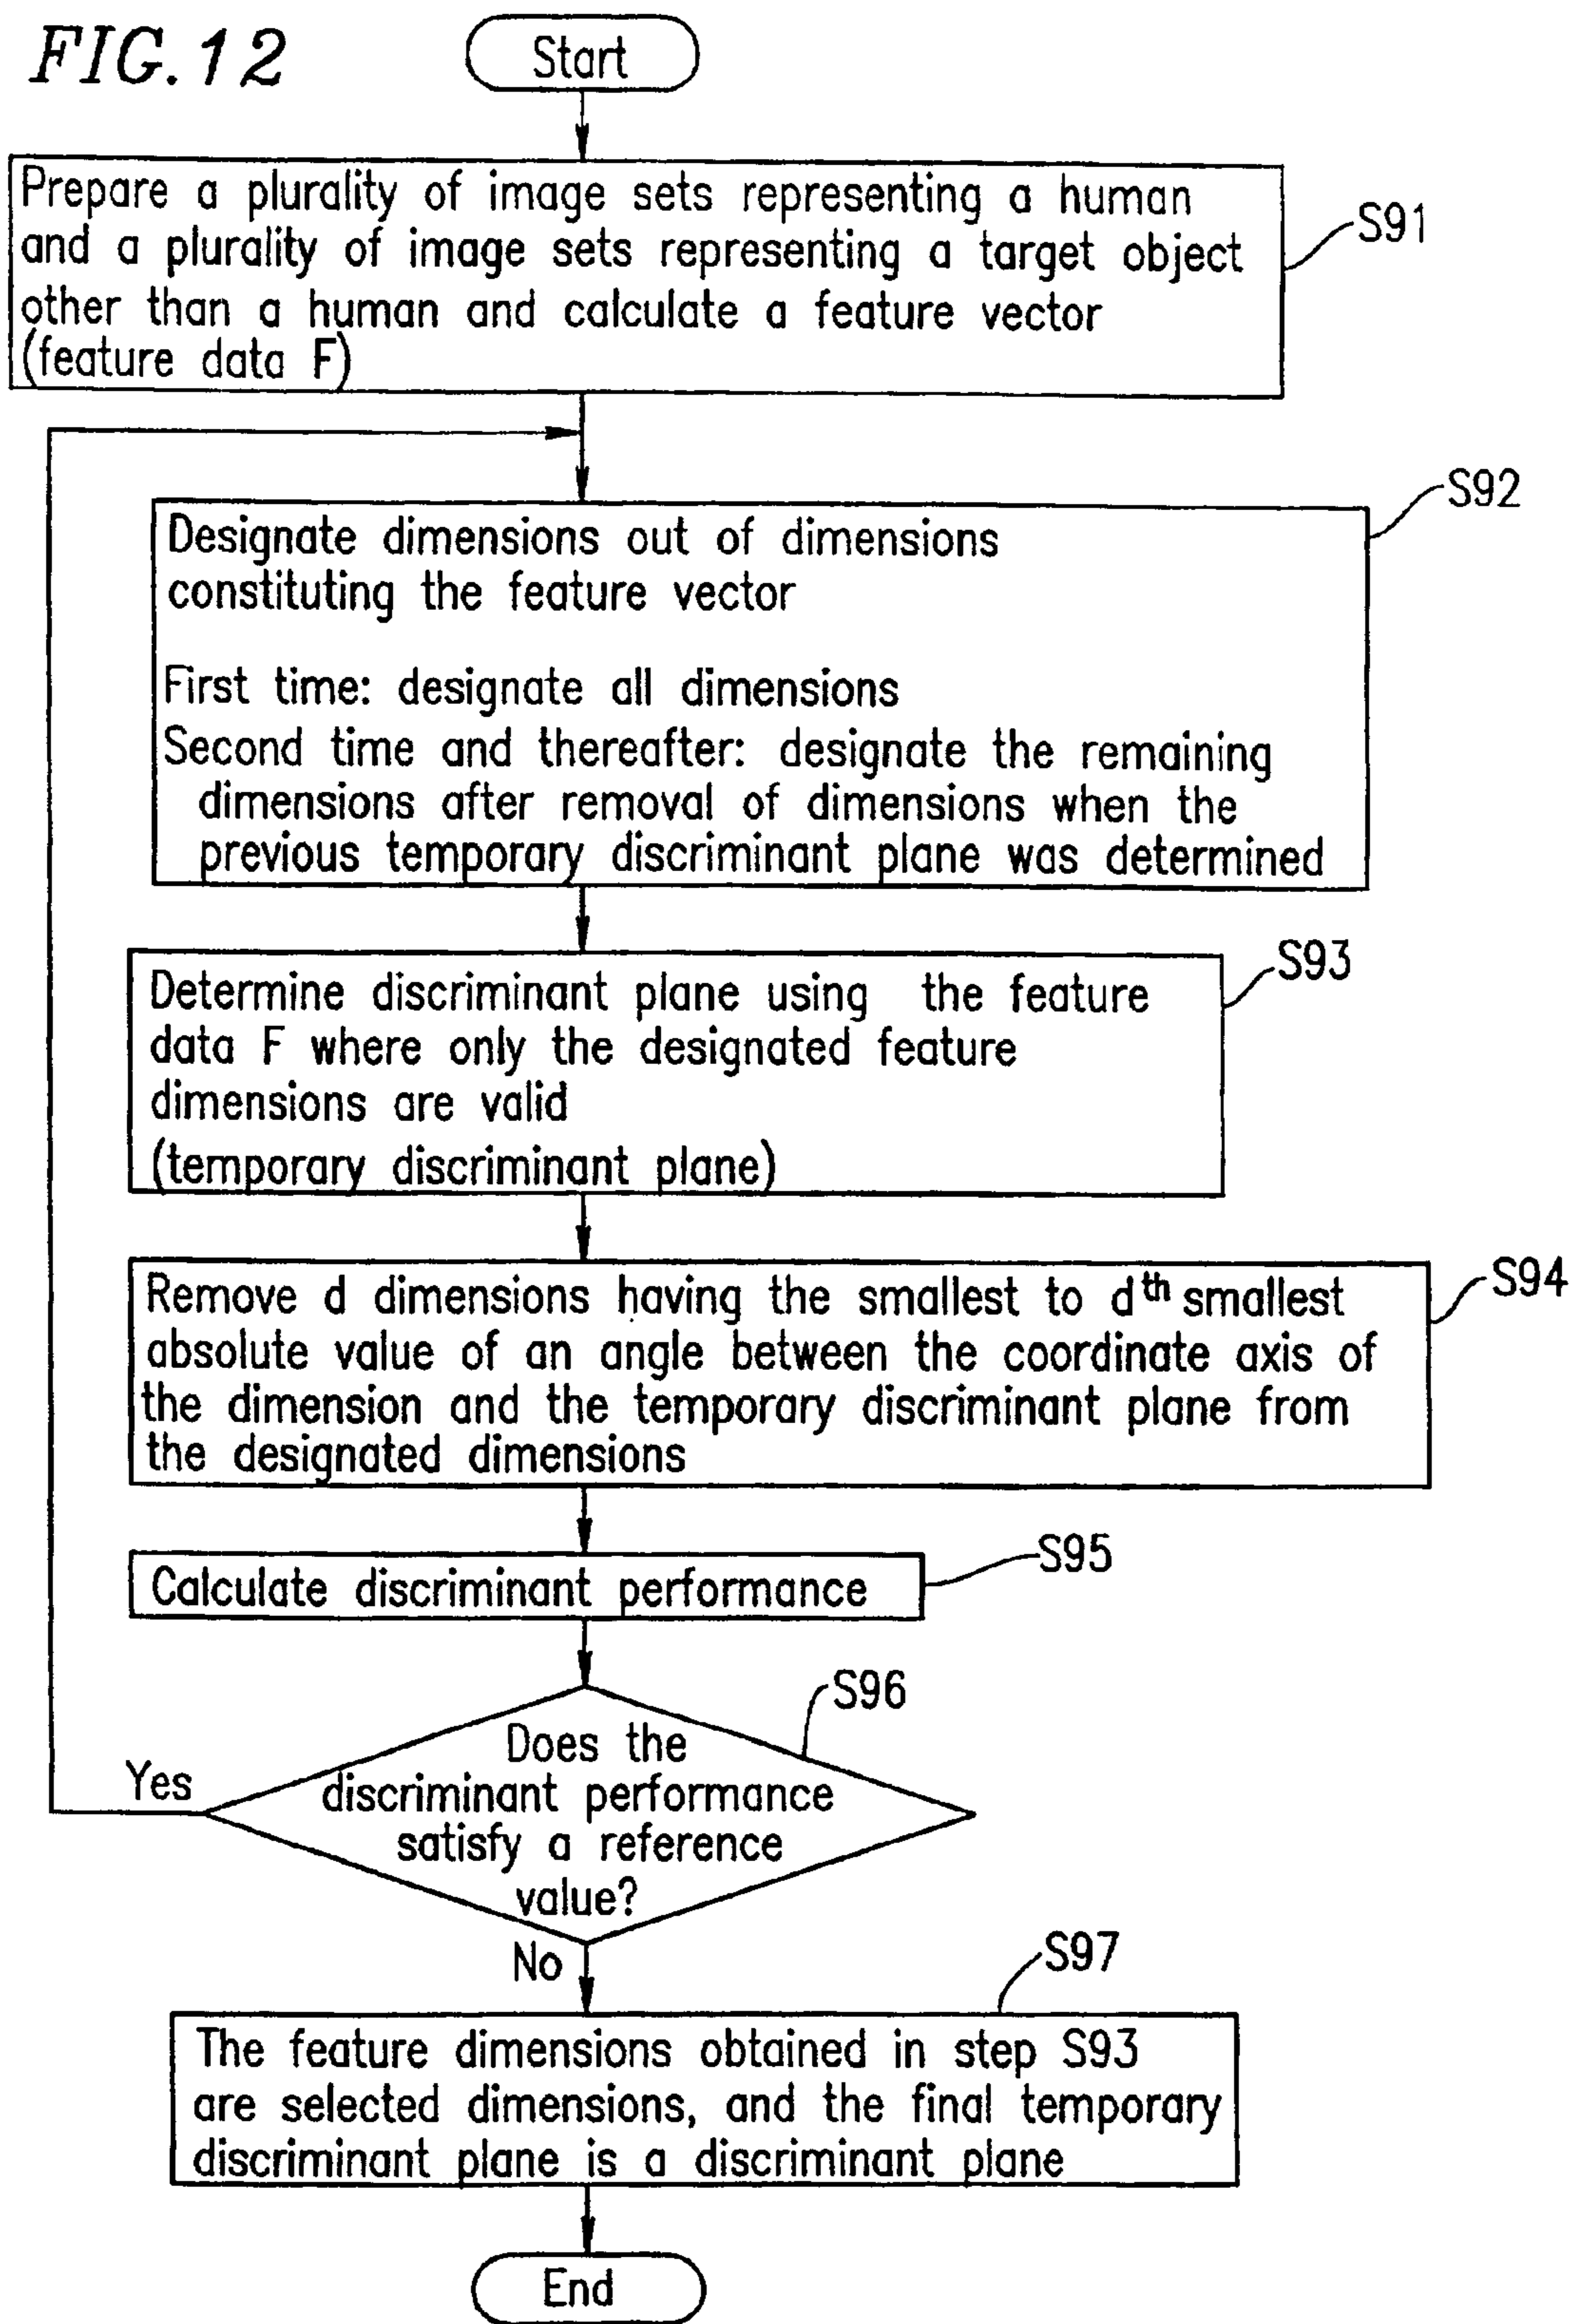 FIG. 12
Start
Prepare a plurality of image sets representing a human
and a plurality of image sets representing a target object
other than a human and calculate a feature vector
(feature data F)
S91
S92
Designate dimensions out of dimensions
constituting the feature vector
First time: designate all dimensions
Second time and thereafter: designate the remaining
dimensions after removal of dimensions when the
previous temporary discriminant plane was determined
S93
Determine discriminant plane using the feature
data F where only the designated feature
dimensions are valid
(temporary discriminant plane)
S94
Remove d dimensions having the smallest to dth smallest
absolute value of an angle between the coordinate axis of
the dimension and the temporary discriminant plane from
the designated dimensions
S95
Calculate discriminant performance
S96
Does the
discriminant performance
satisfy a reference
value?
Yes
No
S97
The feature dimensions obtained in step S93
are selected dimensions, and the final temporary
discriminant plane is a discriminant plane
End